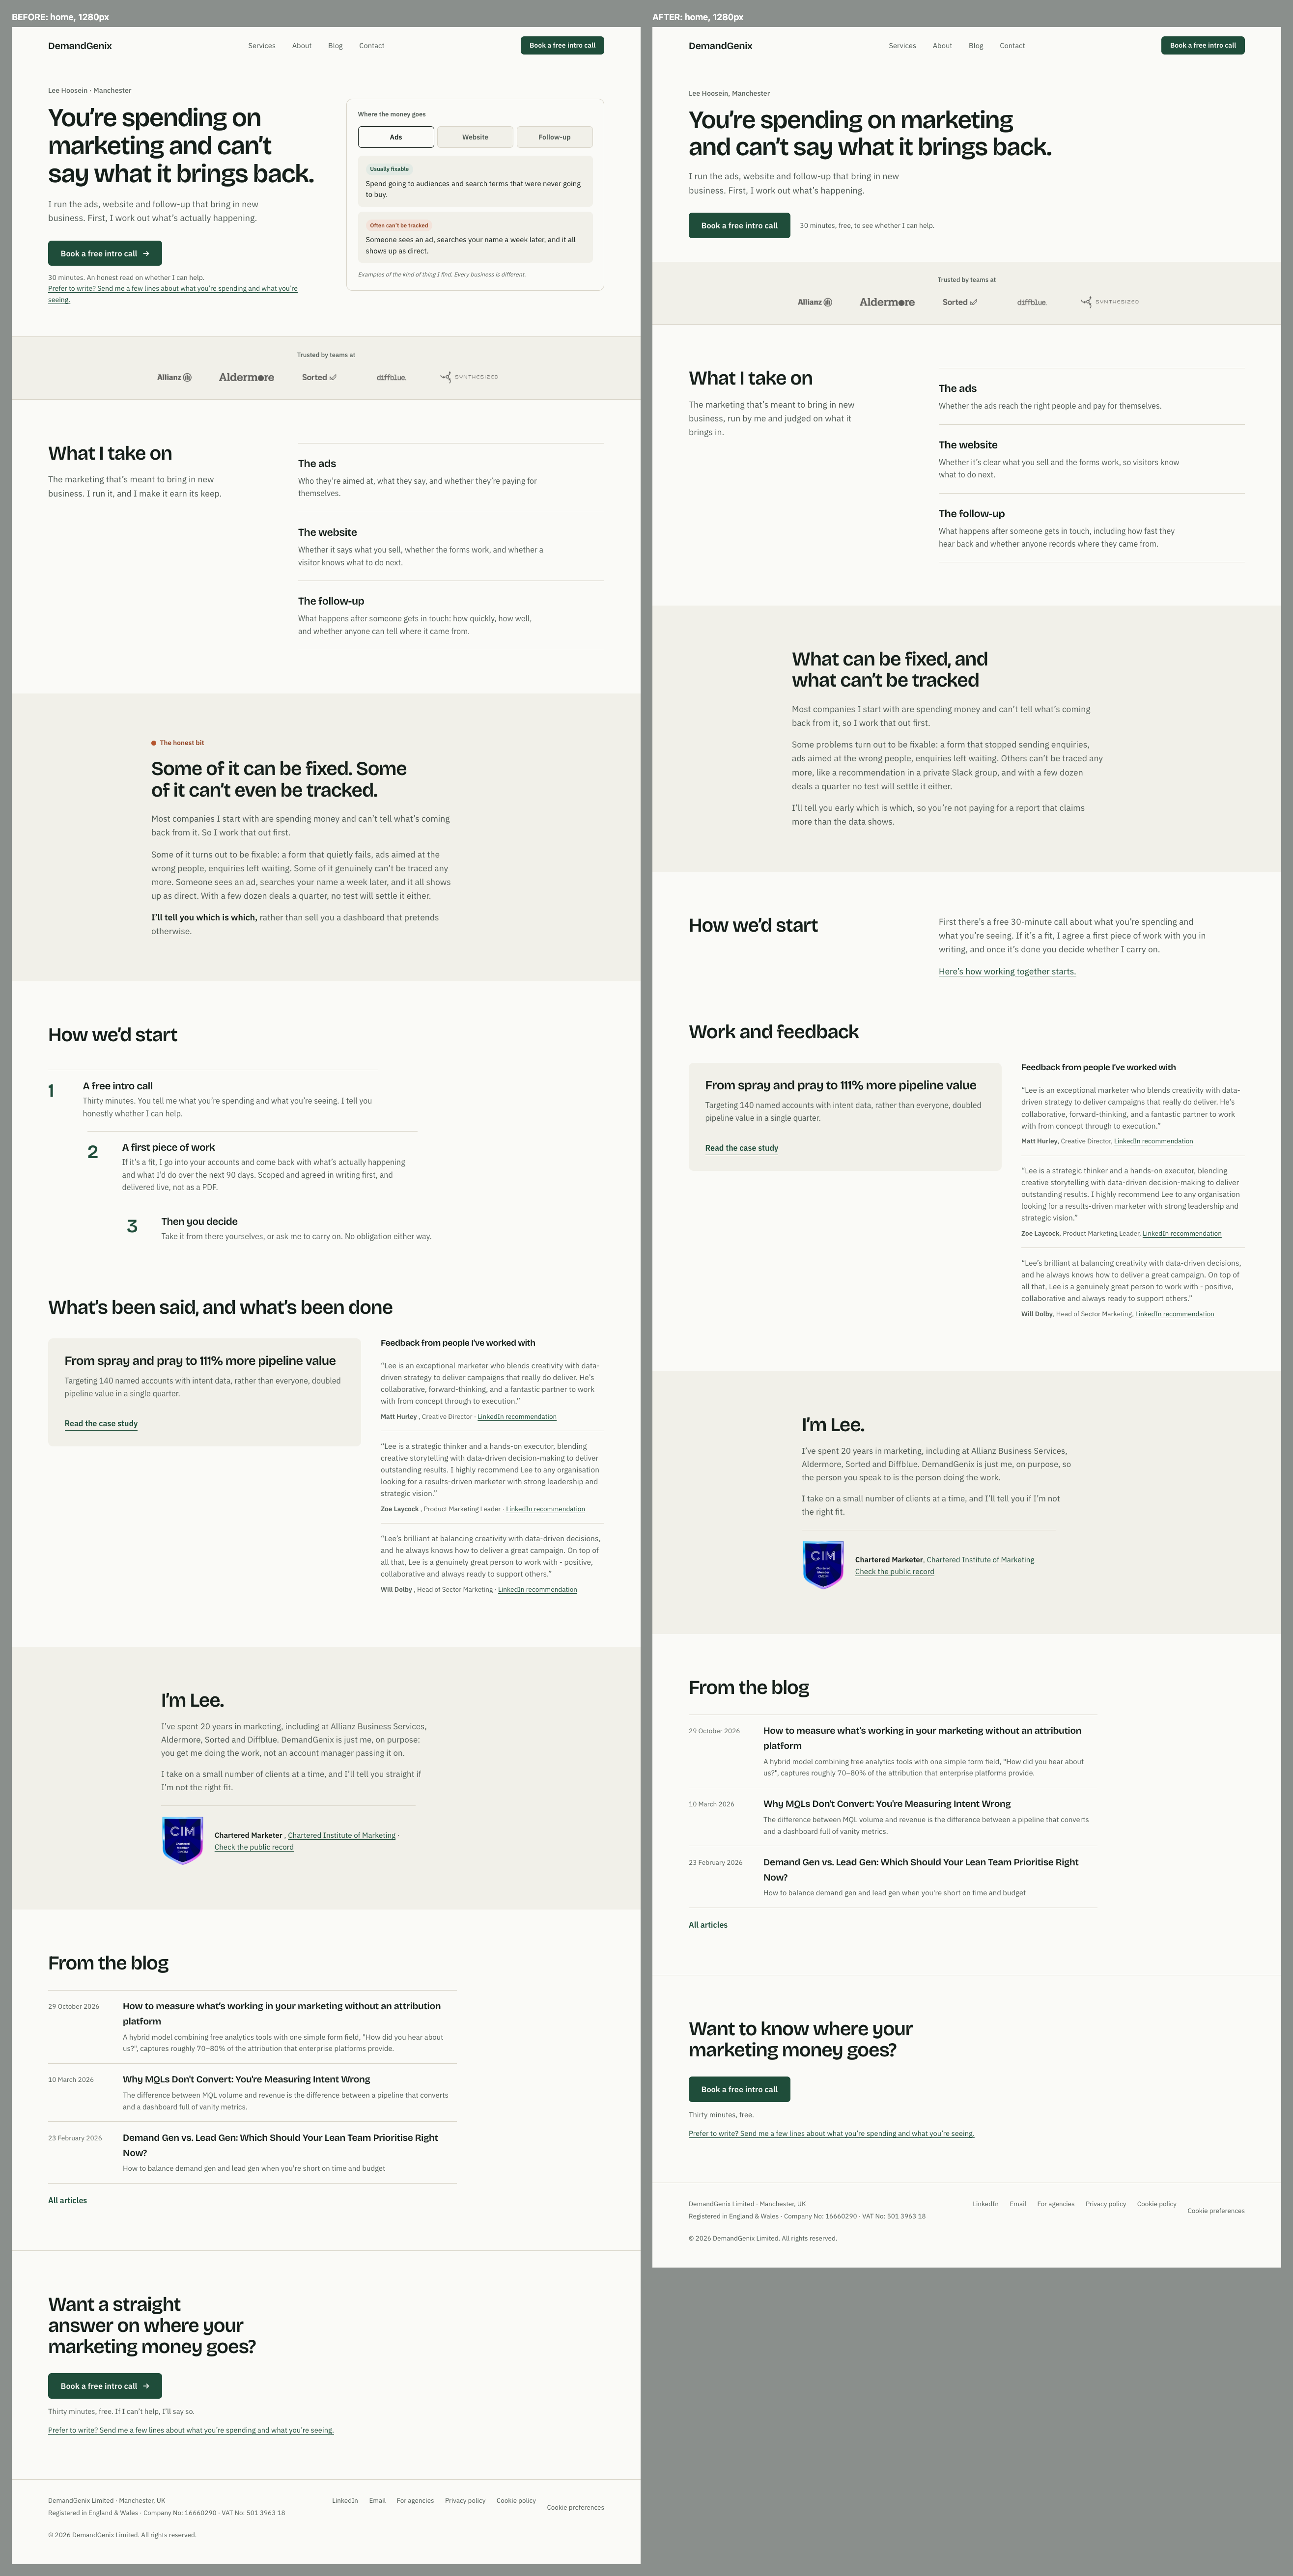 BEFORE: home, 1280px
DemandGenix
Services
About
Blog
Contact
Book a free intro call
Lee Hoosein · Manchester
You’re spending on
marketing and can’t
say what it brings back.
I run the ads, website and follow-up that bring in new
business. First, I work out what’s actually happening.
Book a free intro call →
30 minutes. An honest read on whether I can help.
Prefer to write? Send me a few lines about what you’re spending and what you’re
seeing.
Where the money goes
Ads
Website
Follow-up
Usually fixable
Spend going to audiences and search terms that were never going
to buy.
Often can’t be tracked
Someone sees an ad, searches your name a week later, and it all
shows up as direct.
Examples of the kind of thing I find. Every business is different.
Trusted by teams at
Allianz
Aldermore
Sorted
diffblue
SYNTHESIZED
What I take on
The marketing that’s meant to bring in new
business. I run it, and I make it earn its keep.
The ads
Who they’re aimed at, what they say, and whether they’re paying for
themselves.
The website
Whether it says what you sell, whether the forms work, and whether a
visitor knows what to do next.
The follow-up
What happens after someone gets in touch: how quickly, how well,
and whether anyone can tell where it came from.
The honest bit
Some of it can be fixed. Some
of it can’t even be tracked.
Most companies I start with are spending money and can’t tell what’s coming
back from it. So I work that out first.
Some of it turns out to be fixable: a form that quietly fails, ads aimed at the
wrong people, enquiries left waiting. Some of it genuinely can’t be traced any
more. Someone sees an ad, searches your name a week later, and it all shows
up as direct. With a few dozen deals a quarter, no test will settle it either.
I’ll tell you which is which, rather than sell you a dashboard that pretends
otherwise.
How we’d start
1
A free intro call
Thirty minutes. You tell me what you’re spending and what you’re seeing. I tell you
honestly whether I can help.
2
A first piece of work
If it’s a fit, I go into your accounts and come back with what’s actually happening
and what I’d do over the next 90 days. Scoped and agreed in writing first, and
delivered live, not as a PDF.
3
Then you decide
Take it from there yourselves, or ask me to carry on. No obligation either way.
What’s been said, and what’s been done
From spray and pray to 111% more pipeline value
Targeting 140 named accounts with intent data, rather than everyone, doubled
pipeline value in a single quarter.
Read the case study
Feedback from people I’ve worked with
“Lee is an exceptional marketer who blends creativity with data-
driven strategy to deliver campaigns that really do deliver. He’s
collaborative, forward-thinking, and a fantastic partner to work
with from concept through to execution.”
Matt Hurley , Creative Director · LinkedIn recommendation
“Lee is a strategic thinker and a hands-on executor, blending
creative storytelling with data-driven decision-making to deliver
outstanding results. I highly recommend Lee to any organisation
looking for a results-driven marketer with strong leadership and
strategic vision.”
Zoe Laycock , Product Marketing Leader · LinkedIn recommendation
“Lee’s brilliant at balancing creativity with data-driven decisions,
and he always knows how to deliver a great campaign. On top of
all that, Lee is a genuinely great person to work with - positive,
collaborative and always ready to support others.”
Will Dolby , Head of Sector Marketing · LinkedIn recommendation
I’m Lee.
I’ve spent 20 years in marketing, including at Allianz Business Services,
Aldermore, Sorted and Diffblue. DemandGenix is just me, on purpose:
you get me doing the work, not an account manager passing it on.
I take on a small number of clients at a time, and I’ll tell you straight if
I’m not the right fit.
CIM
Chartered
Member
Chartered Marketer , Chartered Institute of Marketing ·
Check the public record
From the blog
29 October 2026
How to measure what’s working in your marketing without an attribution
platform
A hybrid model combining free analytics tools with one simple form field, “How did you hear about
us?”, captures roughly 70–80% of the attribution that enterprise platforms provide.
10 March 2026
Why MQLs Don’t Convert: You’re Measuring Intent Wrong
The difference between MQL volume and revenue is the difference between a pipeline that converts
and a dashboard full of vanity metrics.
23 February 2026
Demand Gen vs. Lead Gen: Which Should Your Lean Team Prioritise Right
Now?
How to balance demand gen and lead gen when you’re short on time and budget
All articles
Want a straight
answer on where your
marketing money goes?
Book a free intro call →
Thirty minutes, free. If I can’t help, I’ll say so.
Prefer to write? Send me a few lines about what you’re spending and what you’re seeing.
DemandGenix Limited · Manchester, UK
Registered in England & Wales · Company No: 16660290 · VAT No: 501 3963 18
LinkedIn
Email
For agencies
Privacy policy
Cookie policy
Cookie preferences
© 2026 DemandGenix Limited. All rights reserved.
AFTER: home, 1280px
DemandGenix
Services
About
Blog
Contact
Book a free intro call
Lee Hoosein, Manchester
You’re spending on marketing
and can’t say what it brings back.
I run the ads, website and follow-up that bring in new
business. First, I work out what’s happening.
Book a free intro call
30 minutes, free, to see whether I can help.
Trusted by teams at
Allianz
Aldermore
Sorted
diffblue
SYNTHESIZED
What I take on
The marketing that’s meant to bring in new
business, run by me and judged on what it
brings in.
The ads
Whether the ads reach the right people and pay for themselves.
The website
Whether it’s clear what you sell and the forms work, so visitors know
what to do next.
The follow-up
What happens after someone gets in touch, including how fast they
hear back and whether anyone records where they came from.
What can be fixed, and
what can’t be tracked
Most companies I start with are spending money and can’t tell what’s coming
back from it, so I work that out first.
Some problems turn out to be fixable: a form that stopped sending enquiries,
ads aimed at the wrong people, enquiries left waiting. Others can’t be traced any
more, like a recommendation in a private Slack group, and with a few dozen
deals a quarter no test will settle it either.
I’ll tell you early which is which, so you’re not paying for a report that claims
more than the data shows.
How we’d start
First there’s a free 30-minute call about what you’re spending and
what you’re seeing. If it’s a fit, I agree a first piece of work with you in
writing, and once it’s done you decide whether I carry on.
Here’s how working together starts.
Work and feedback
From spray and pray to 111% more pipeline value
Targeting 140 named accounts with intent data, rather than everyone, doubled
pipeline value in a single quarter.
Read the case study
Feedback from people I’ve worked with
“Lee is an exceptional marketer who blends creativity with data-
driven strategy to deliver campaigns that really do deliver. He’s
collaborative, forward-thinking, and a fantastic partner to work
with from concept through to execution.”
Matt Hurley, Creative Director, LinkedIn recommendation
“Lee is a strategic thinker and a hands-on executor, blending
creative storytelling with data-driven decision-making to deliver
outstanding results. I highly recommend Lee to any organisation
looking for a results-driven marketer with strong leadership and
strategic vision.”
Zoe Laycock, Product Marketing Leader, LinkedIn recommendation
“Lee’s brilliant at balancing creativity with data-driven decisions,
and he always knows how to deliver a great campaign. On top of
all that, Lee is a genuinely great person to work with - positive,
collaborative and always ready to support others.”
Will Dolby, Head of Sector Marketing, LinkedIn recommendation
I’m Lee.
I’ve spent 20 years in marketing, including at Allianz Business Services,
Aldermore, Sorted and Diffblue. DemandGenix is just me, on purpose, so
the person you speak to is the person doing the work.
I take on a small number of clients at a time, and I’ll tell you if I’m not
the right fit.
CIM
Chartered
Member
Chartered Marketer, Chartered Institute of Marketing
Check the public record
From the blog
29 October 2026
How to measure what’s working in your marketing without an attribution
platform
A hybrid model combining free analytics tools with one simple form field, “How did you hear about
us?”, captures roughly 70–80% of the attribution that enterprise platforms provide.
10 March 2026
Why MQLs Don’t Convert: You’re Measuring Intent Wrong
The difference between MQL volume and revenue is the difference between a pipeline that converts
and a dashboard full of vanity metrics.
23 February 2026
Demand Gen vs. Lead Gen: Which Should Your Lean Team Prioritise Right
Now?
How to balance demand gen and lead gen when you’re short on time and budget
All articles
Want to know where your
marketing money goes?
Book a free intro call
Thirty minutes, free.
Prefer to write? Send me a few lines about what you’re spending and what you’re seeing.
DemandGenix Limited · Manchester, UK
Registered in England & Wales · Company No: 16660290 · VAT No: 501 3963 18
LinkedIn
Email
For agencies
Privacy policy
Cookie policy
Cookie preferences
© 2026 DemandGenix Limited. All rights reserved.